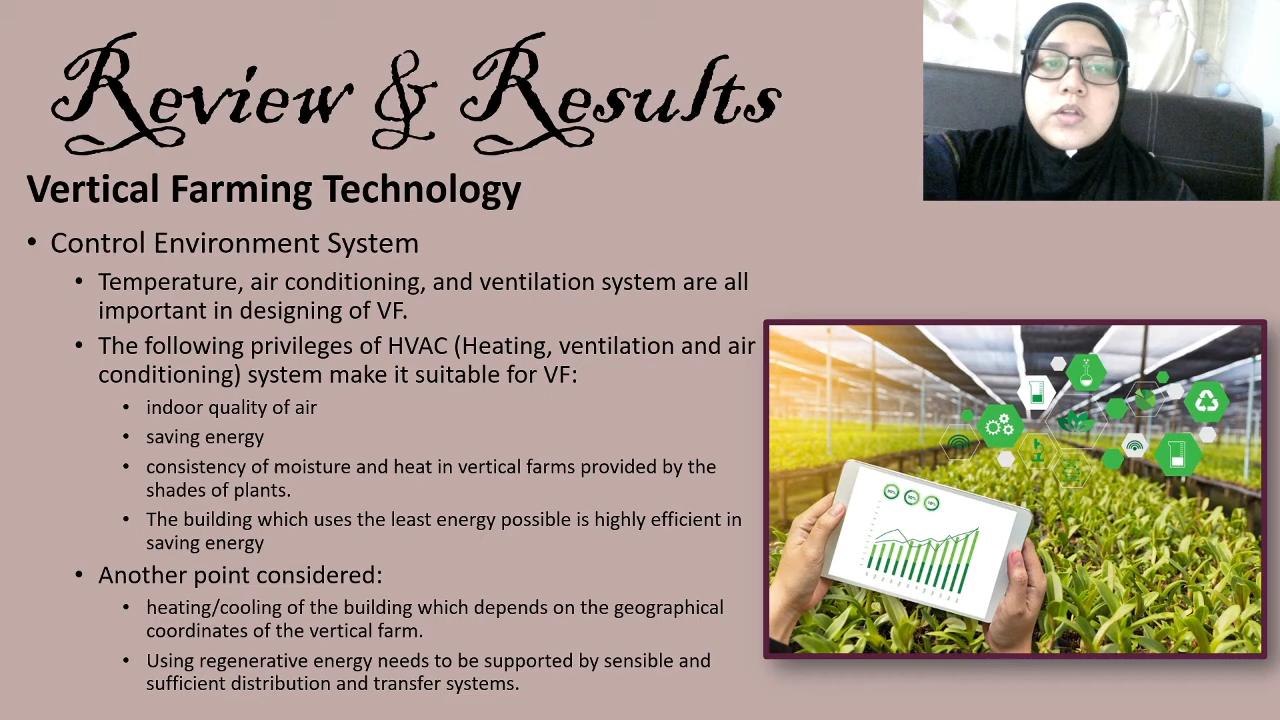 Review & Results
Vertical Farming Technology
• Control Environment System
• Temperature, air conditioning, and ventilation system are all
important in designing of VF.
• The following privileges of HVAC (Heating, ventilation and air
conditioning) system make it suitable for VF:
• indoor quality of air
• saving energy
• consistency of moisture and heat in vertical farms provided by the
shades of plants.
• The building which uses the least energy possible is highly efficient in
saving energy
• Another point considered:
• heating/cooling of the building which depends on the geographical
coordinates of the vertical farm.
• Using regenerative energy needs to be supported by sensible and
sufficient distribution and transfer systems.